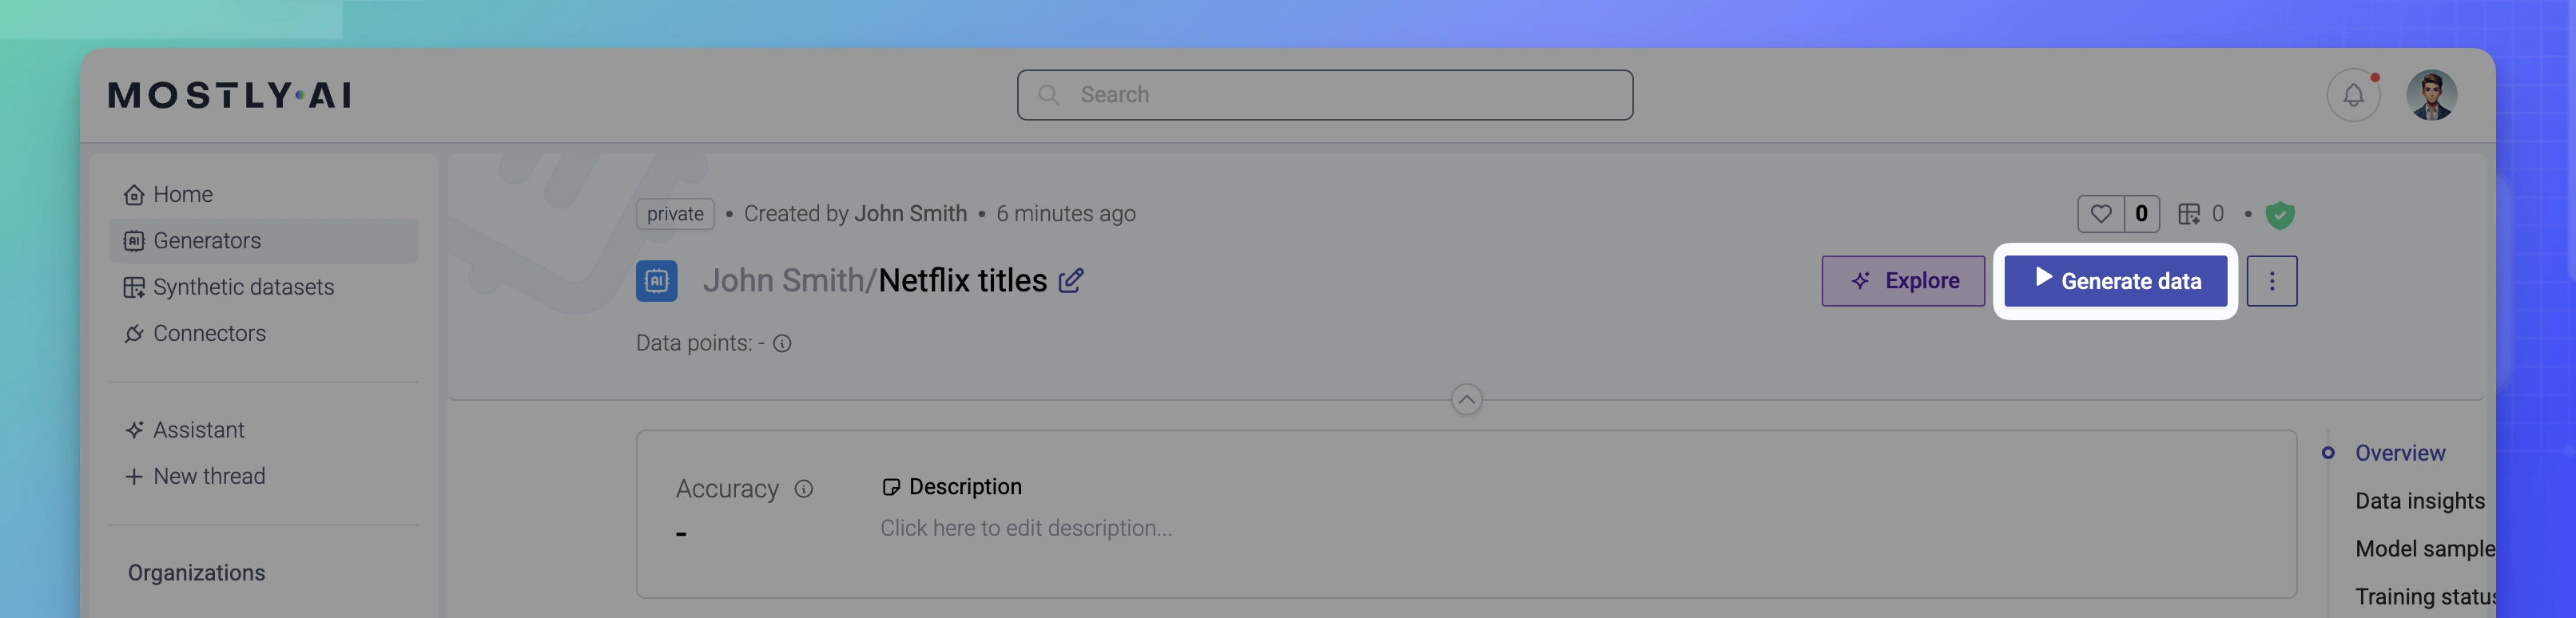 MOSTLY·AI
Search
Home
Generators
Synthetic datasets
Connectors
Assistant
New thread
Organizations
private • Created by John Smith • 6 minutes ago
0 0 •
AI John Smith/Netflix titles
Explore
Generate data
Data points: -
Accuracy
-
Description
Click here to edit description...
Overview
Data insights
Model sample
Training status